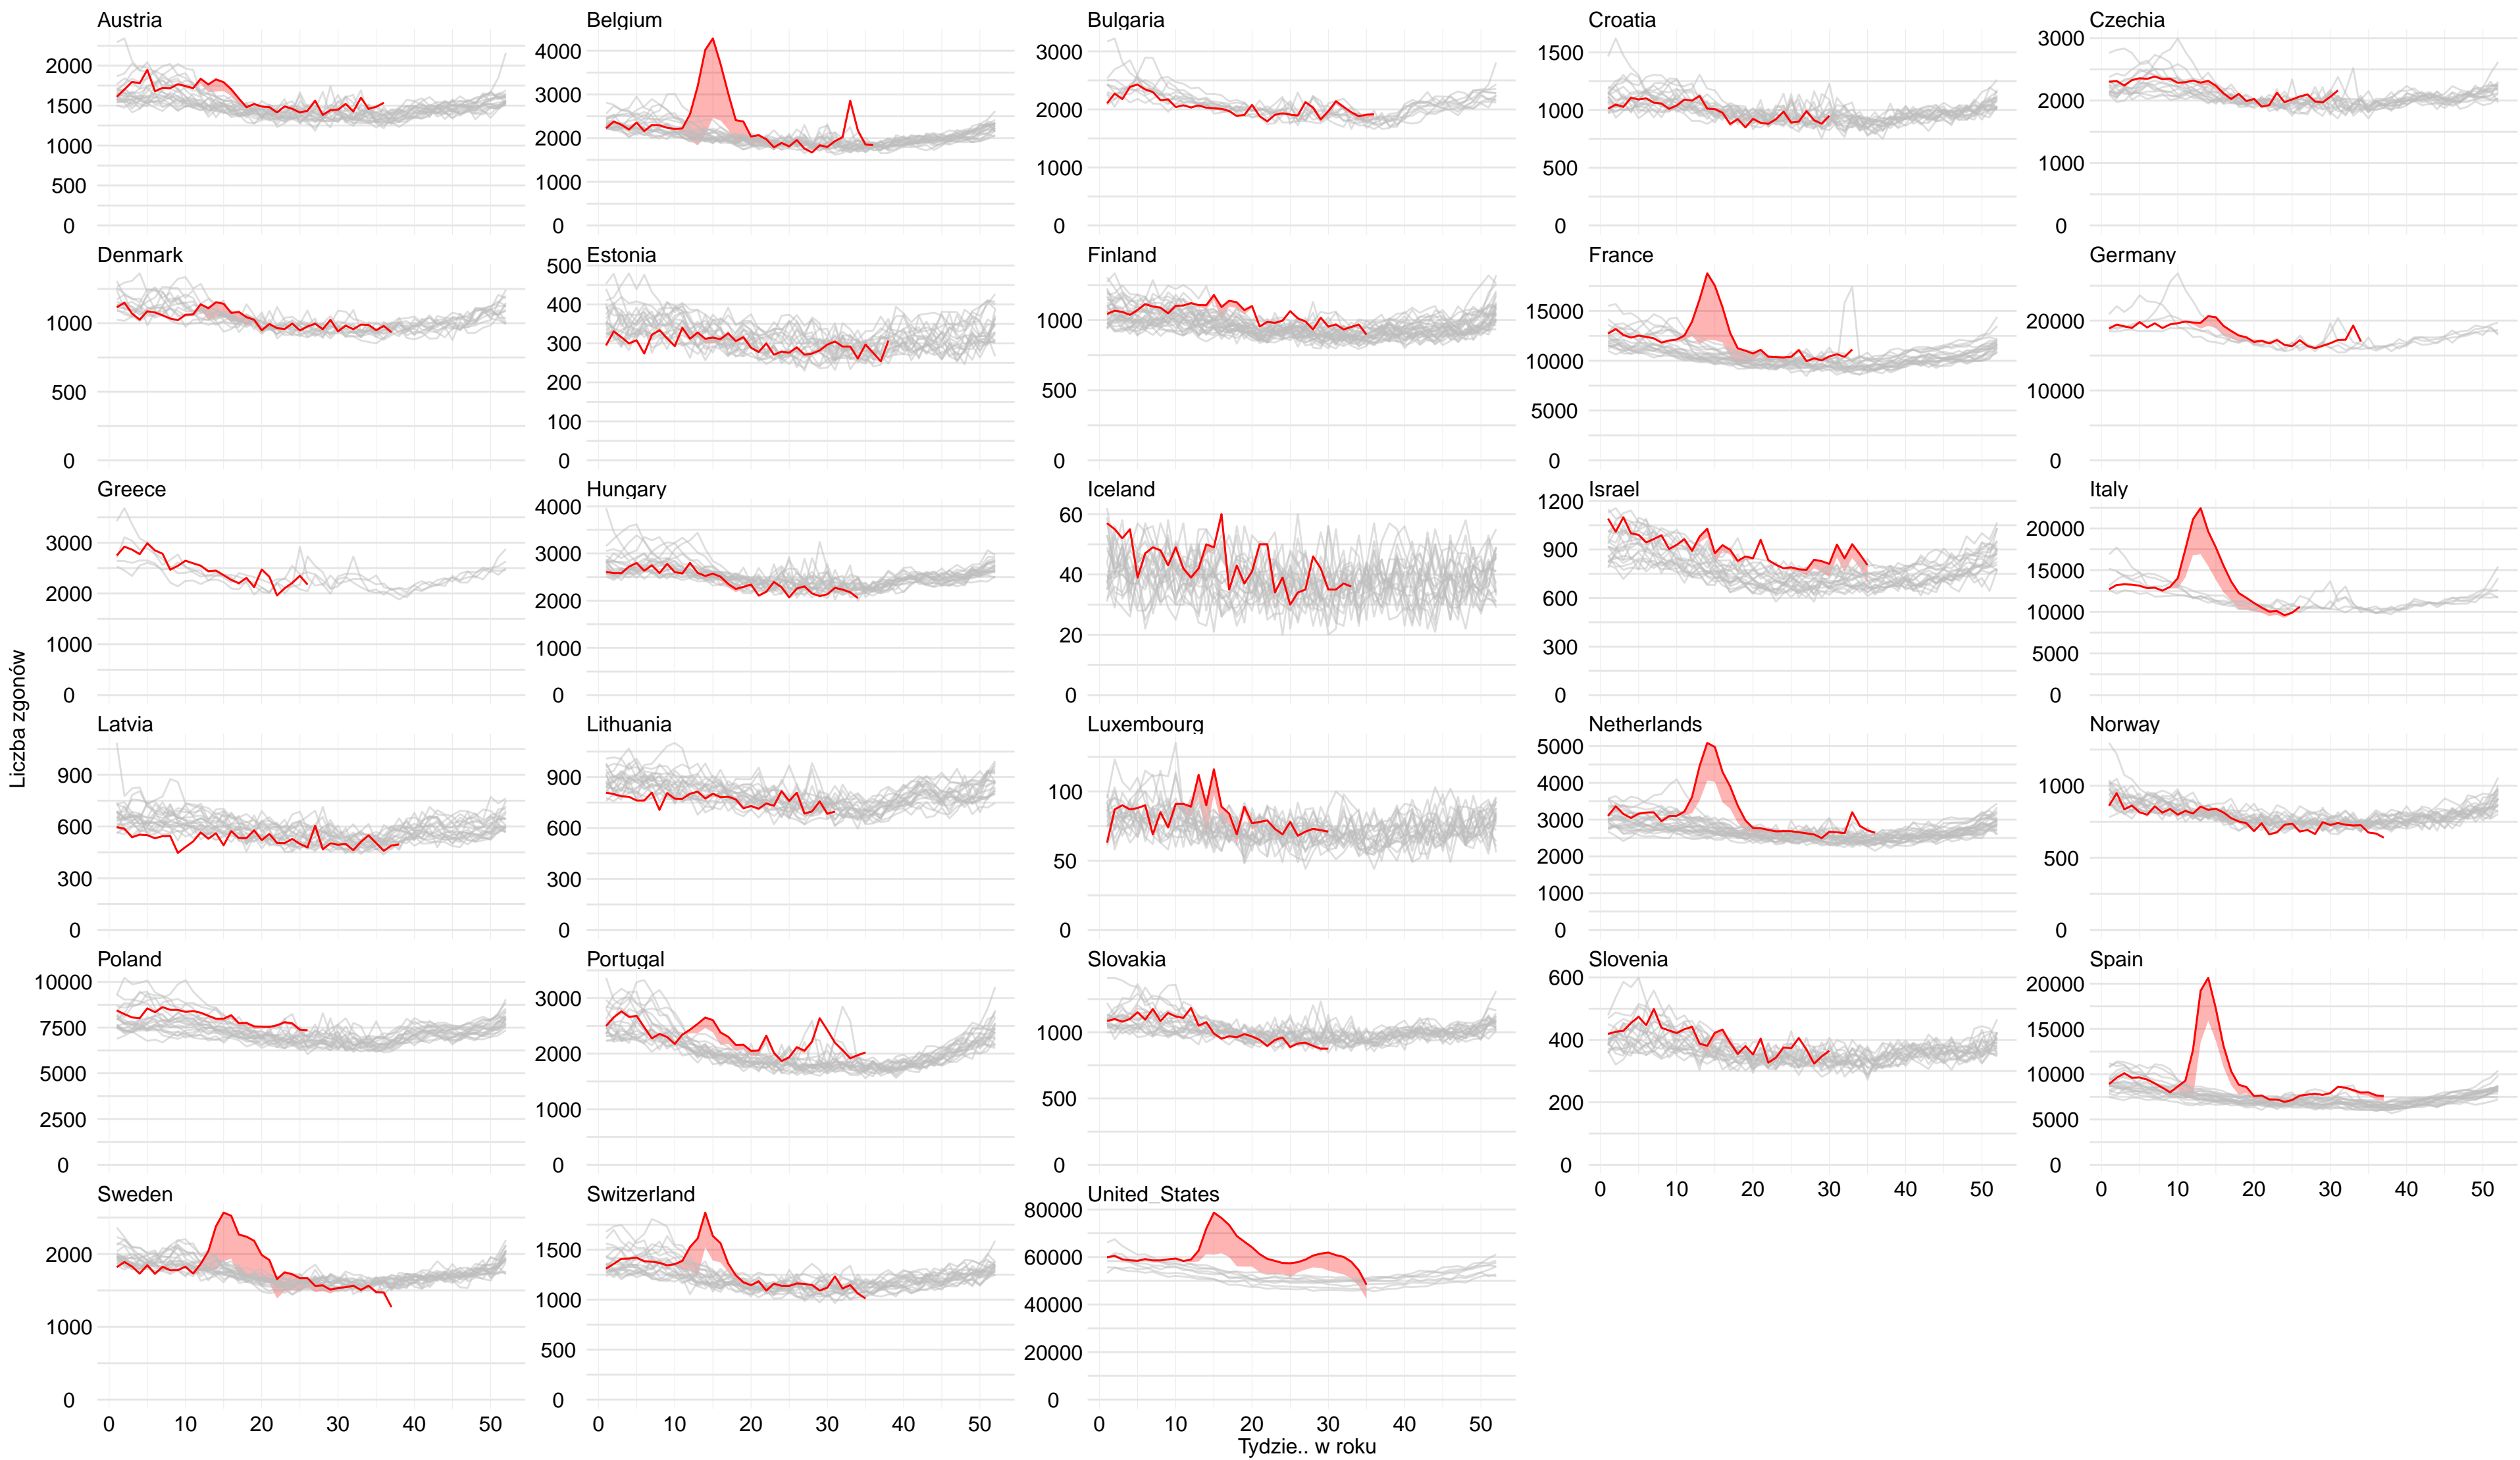 Austria Belgium Bulgaria Croatia Czechia
2000 1500 1000 500 0
4000 3000 2000 1000 0
3000 2000 1000 0
1500 1000 500 0
3000 2000 1000 0
Denmark Estonia Finland France Germany
1000 500 0
500 400 300 200 100 0
1000 500 0
15000 10000 5000 0
20000 10000 0
Greece Hungary Iceland Israel Italy
3000 2000 1000 0
4000 3000 2000 1000 0
60 40 20 0
1200 900 600 300 0
20000 15000 10000 5000 0
Latvia Lithuania Luxembourg Netherlands Norway
900 600 300 0
900 600 300 0
100 50 0
5000 4000 3000 2000 1000 0
1000 500 0
Poland Portugal Slovakia Slovenia Spain
10000 7500 5000 2500 0
3000 2000 1000 0
1000 500 0
600 400 200 0
20000 15000 10000 5000 0
0 10 20 30 40 50
0 10 20 30 40 50
Sweden Switzerland United_States
2000 1000 0
1500 1000 500 0
80000 60000 40000 20000 0
0 10 20 30 40 50
0 10 20 30 40 50
0 10 20 30 40 50
Tydzie.. w roku
Liczba zgonów